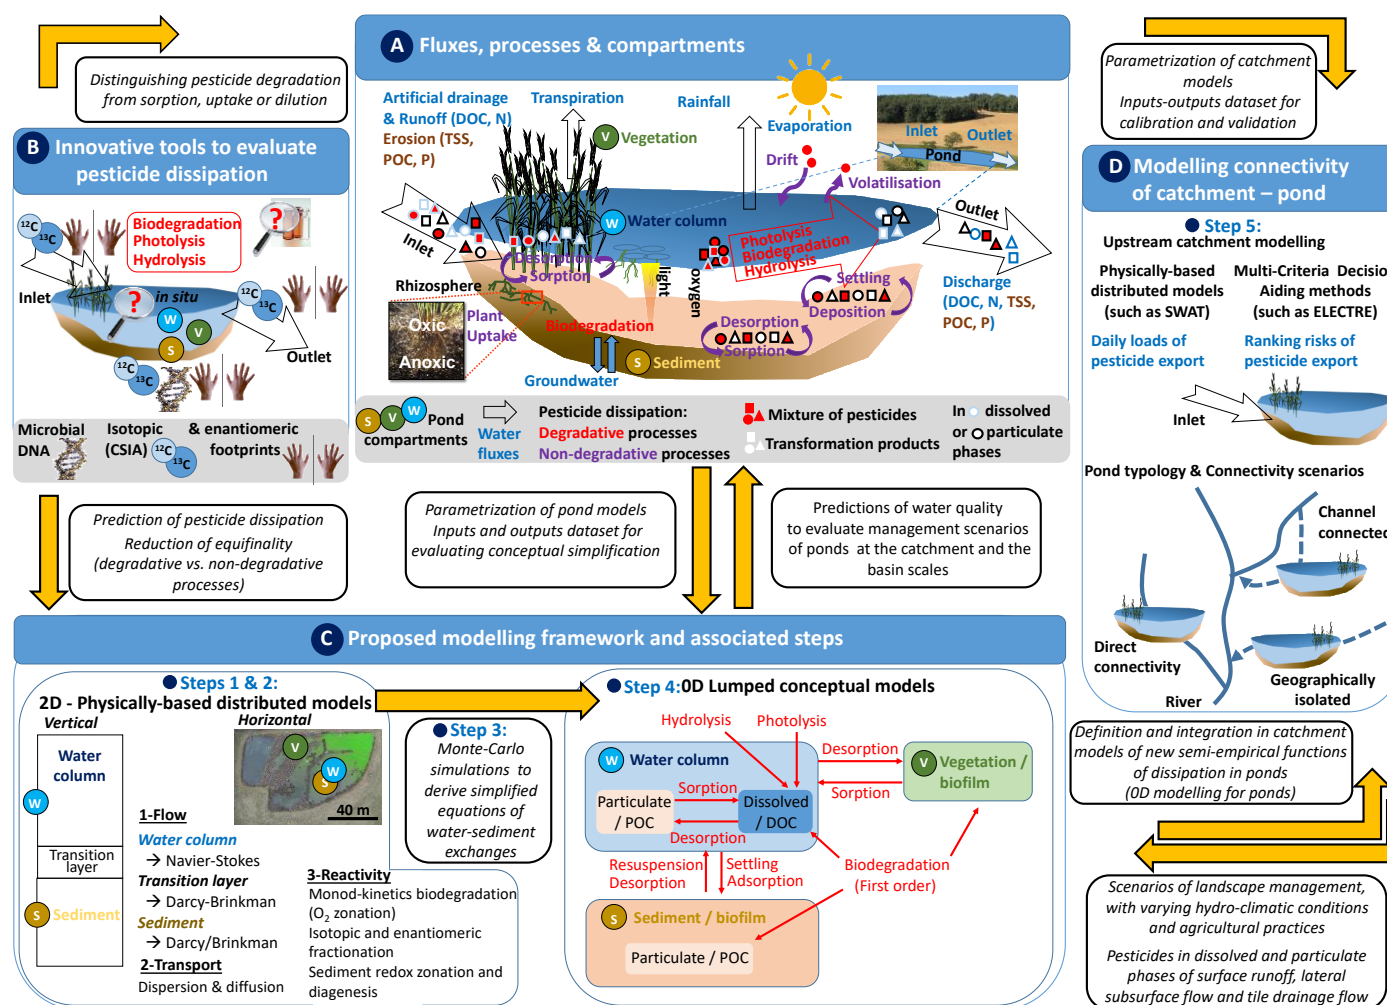 Distinguishing pesticide degradation
from sorption, uptake or dilution
A Fluxes, processes & compartments
Parametrization of catchment
models
Inputs-outputs dataset for
calibration and validation
B Innovative tools to evaluate
pesticide dissipation
12C
13C
Biodegradation
Photolysis
Hydrolysis
?
Inlet
?
in situ
W
V
S
12C
13C
Outlet
12C
13C
Microbial
DNA
Isotopic
(CSIA)
12C
13C
& enantiomeric
footprints
Artificial drainage
& Runoff (DOC, N)
Erosion (TSS,
POC, P)
Transpiration
V Vegetation
Rainfall
Evaporation
Inlet
Outlet
Pond
Drift
Volatilisation
W Water column
Inlet
Outlet
Desorption
Sorption
Photolysis
Biodegradation
Hydrolysis
Rhizosphere
light
oxygen
Settling
Deposition
Discharge
(DOC, N, TSS,
POC, P)
Plant
Uptake
Oxic
Anoxic
Biodegradation
Desorption
Sorption
S Sediment
Groundwater
S V W Pond
compartments
Water
fluxes
Pesticide dissipation:
Degradative processes
Non-degradative processes
Mixture of pesticides
Transformation products
In dissolved
or particulate
phases
D Modelling connectivity
of catchment – pond
Step 5:
Upstream catchment modelling
Physically-based
distributed models
(such as SWAT)
Multi-Criteria Decisio
Aiding methods
(such as ELECTRE)
Daily loads of
pesticide export
Ranking risks of
pesticide export
Inlet
Pond typology & Connectivity scenarios
Channel
connected
Direct
connectivity
Geographically
isolated
River
Prediction of pesticide dissipation
Reduction of equifinality
(degradative vs. non-degradative
processes)
Parametrization of pond models
Inputs and outputs dataset for
evaluating conceptual simplification
Predictions of water quality
to evaluate management scenarios
of ponds at the catchment and the
basin scales
C Proposed modelling framework and associated steps
Steps 1 & 2:
2D - Physically-based distributed models
Vertical
Horizontal
Water
column
W
Transition
layer
S Sediment
V
W
S
40 m
1-Flow
Water column
→ Navier-Stokes
Transition layer
→ Darcy-Brinkman
Sediment
→ Darcy/Brinkman
2-Transport
Dispersion & diffusion
3-Reactivity
Monod-kinetics biodegradation
(O2 zonation)
Isotopic and enantiomeric
fractionation
Sediment redox zonation and
diagenesis
Step 3:
Monte-Carlo
simulations to
derive simplified
equations of
water-sediment
exchanges
Step 4:0D Lumped conceptual models
Hydrolysis
Photolysis
W Water column
Desorption
Sorption
V Vegetation /
biofilm
Particulate
/ POC
Sorption
Desorption
Dissolved
/ DOC
Resuspension
Desorption
Settling
Adsorption
Biodegradation
(First order)
S Sediment / biofilm
Particulate / POC
Definition and integration in catchment
models of new semi-empirical functions
of dissipation in ponds
(0D modelling for ponds)
Scenarios of landscape management,
with varying hydro-climatic conditions
and agricultural practices
Pesticides in dissolved and particulate
phases of surface runoff, lateral
subsurface flow and tile drainage flow